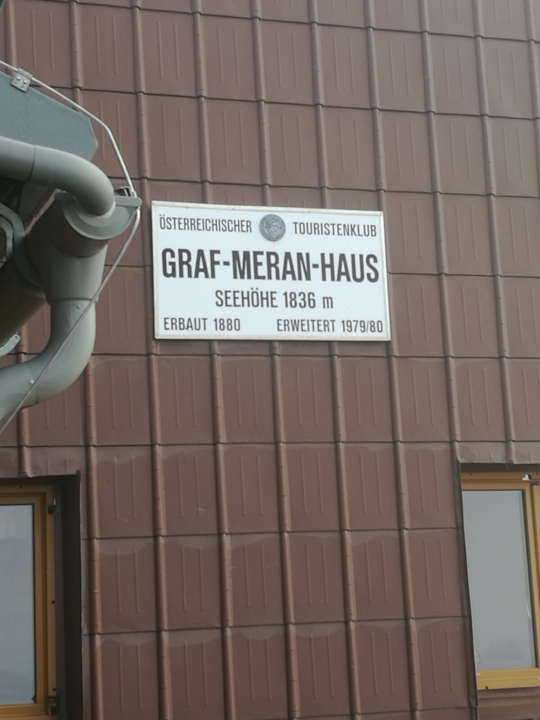 ÖSTERREICHISCHER TOURISTENKLUB
GRAF-MERAN-HAUS
SEEHÖHE 1836 m
ERBAUT 1880 ERWEITERT 1979/80